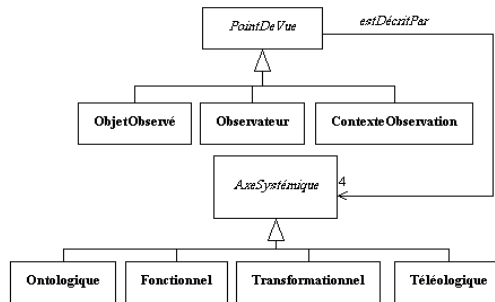 PointDeVue estDécritPar
ObjetObservé Observateur ContexteObservation
AxeSystémique 4
Ontologique Fonctionnel Transformationnel Téléologique